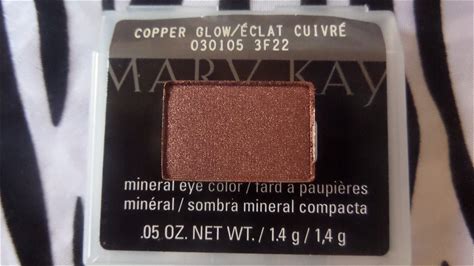 COPPER GLOW/ÉCLAT CUIVRÉ
030105 3F22
MARY KAY
mineral eye color / fard à paupières
minéral / sombra mineral compacta
.05 OZ. NET WT. / 1.4 g / 1,4 g